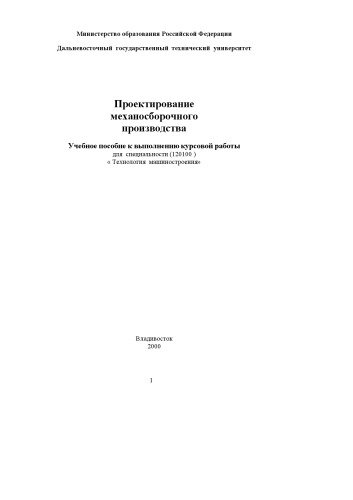 Министерство образования Российской Федерации
Дальневосточный государственный технический университет
Проектирование
механосборочного
производства
Учебное пособие к выполнению курсовой работы
для специальности (120100 )
« Технология машиностроения»
Владивосток
2000
1